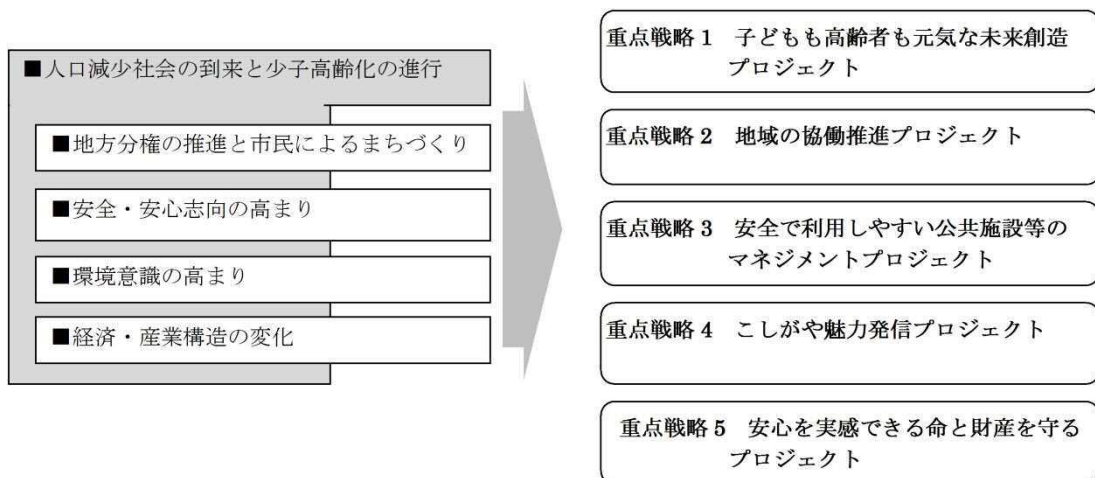 ■人口減少社会の到来と少子高齢化の進行
■地方分権の推進と市民によるまちづくり
■安全・安心志向の高まり
■環境意識の高まり
■経済・産業構造の変化
重点戦略１　子どもも高齢者も元気な未来創造
プロジェクト
重点戦略２　地域の協働推進プロジェクト
重点戦略３　安全で利用しやすい公共施設等の
マネジメントプロジェクト
重点戦略４　こしがや魅力発信プロジェクト
重点戦略５　安心を実感できる命と財産を守る
プロジェクト